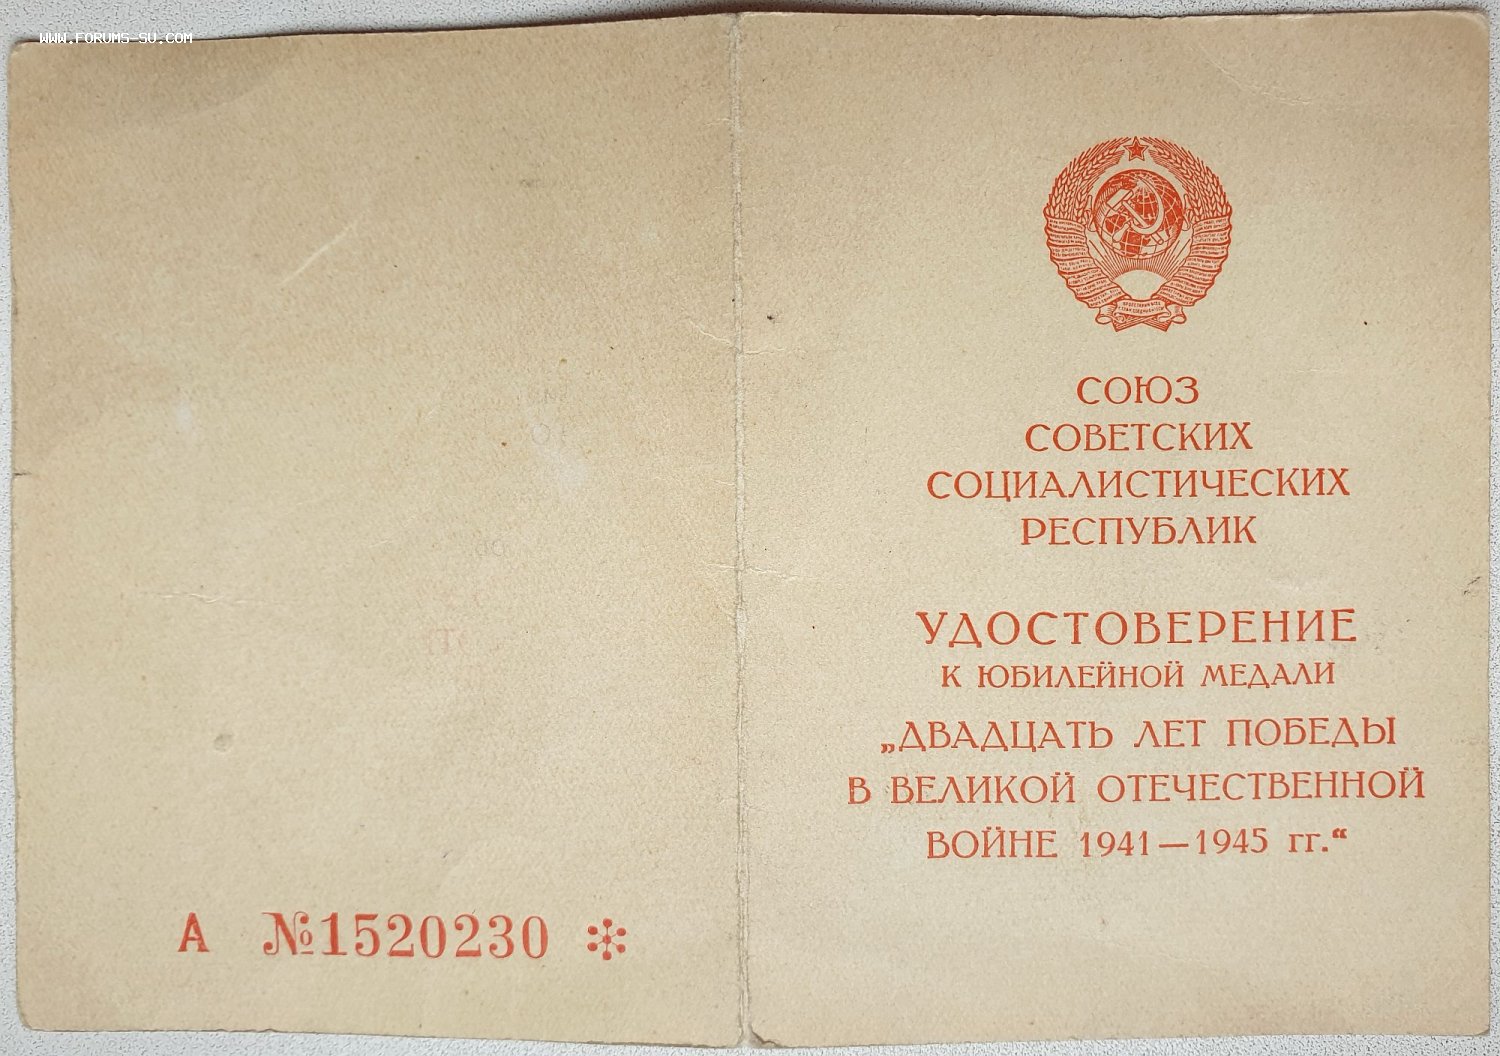 WWW.FORUMS-SU.COM
А №1520230
СОЮЗ
СОВЕТСКИХ
СОЦИАЛИСТИЧЕСКИХ
РЕСПУБЛИК
УДОСТОВЕРЕНИЕ
К ЮБИЛЕЙНОЙ МЕДАЛИ
„ДВАДЦАТЬ ЛЕТ ПОБЕДЫ
В ВЕЛИКОЙ ОТЕЧЕСТВЕННОЙ
ВОЙНЕ 1941—1945 гг.“